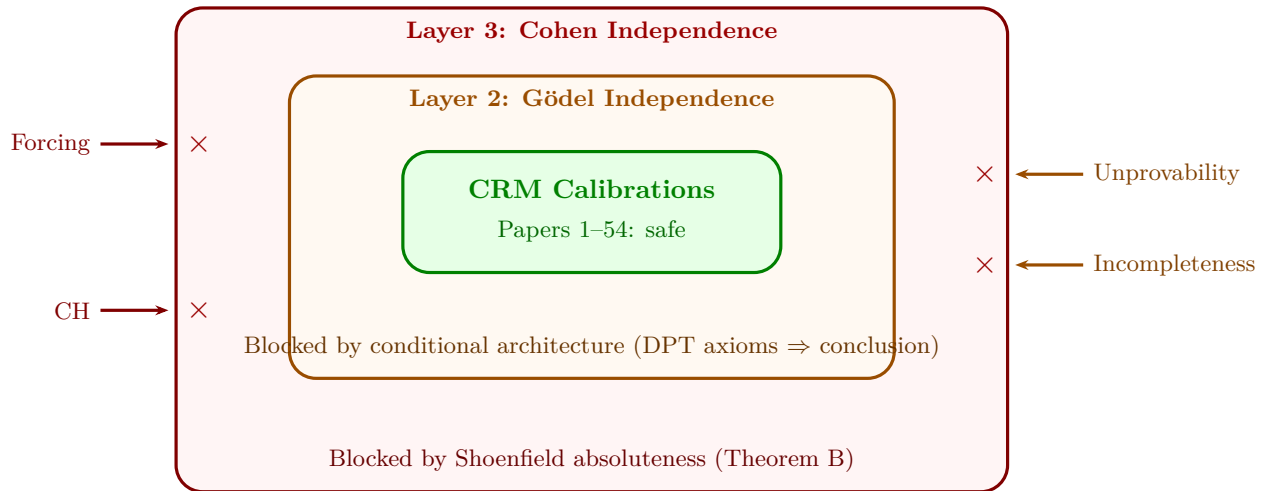 Layer 3: Cohen Independence
Layer 2: Gödel Independence
Forcing
×
CRM Calibrations
× Unprovability
Papers 1–54: safe
× Incompleteness
CH
×
Blocked by conditional architecture (DPT axioms ⇒ conclusion)
Blocked by Shoenfield absoluteness (Theorem B)